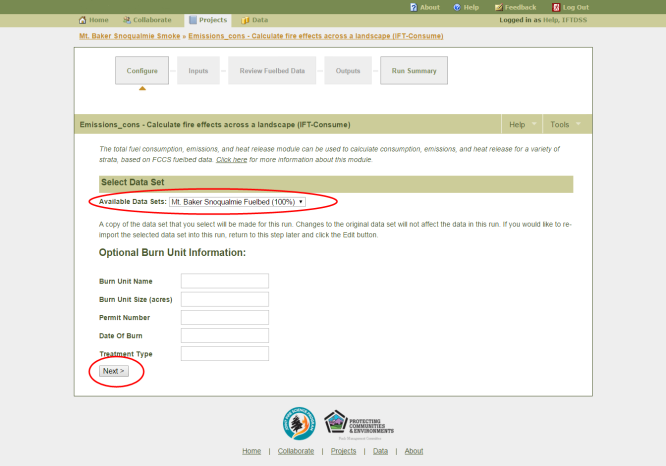 About Help Feedback Log Out
Home Collaborate Projects Data Logged in as Help, IFTDSS
Mt. Baker Snoqualmie Smoke » Emissions_cons - Calculate fire effects across a landscape (IFT-Consume)
Configure Inputs Review Fuelbed Data Outputs Run Summary
Emissions_cons - Calculate fire effects across a landscape (IFT-Consume) Help Tools
The total fuel consumption, emissions, and heat release module can be used to calculate consumption, emissions, and heat release for a variety of
strata, based on FCCS fuelbed data. Click here for more information about this module.
Select Data Set
Available Data Sets: Mt. Baker Snoqualmie Fuelbed (100%)
A copy of the data set that you select will be made for this run. Changes to the original data set will not affect the data in this run. If you would like to re-
import the selected data set into this run, return to this step later and click the Edit button.
Optional Burn Unit Information:
Burn Unit Name
Burn Unit Size (acres)
Permit Number
Date Of Burn
Treatment Type
Next >
PROTECTING
COMMUNITIES
& ENVIRONMENTS
Home | Collaborate | Projects | Data | About